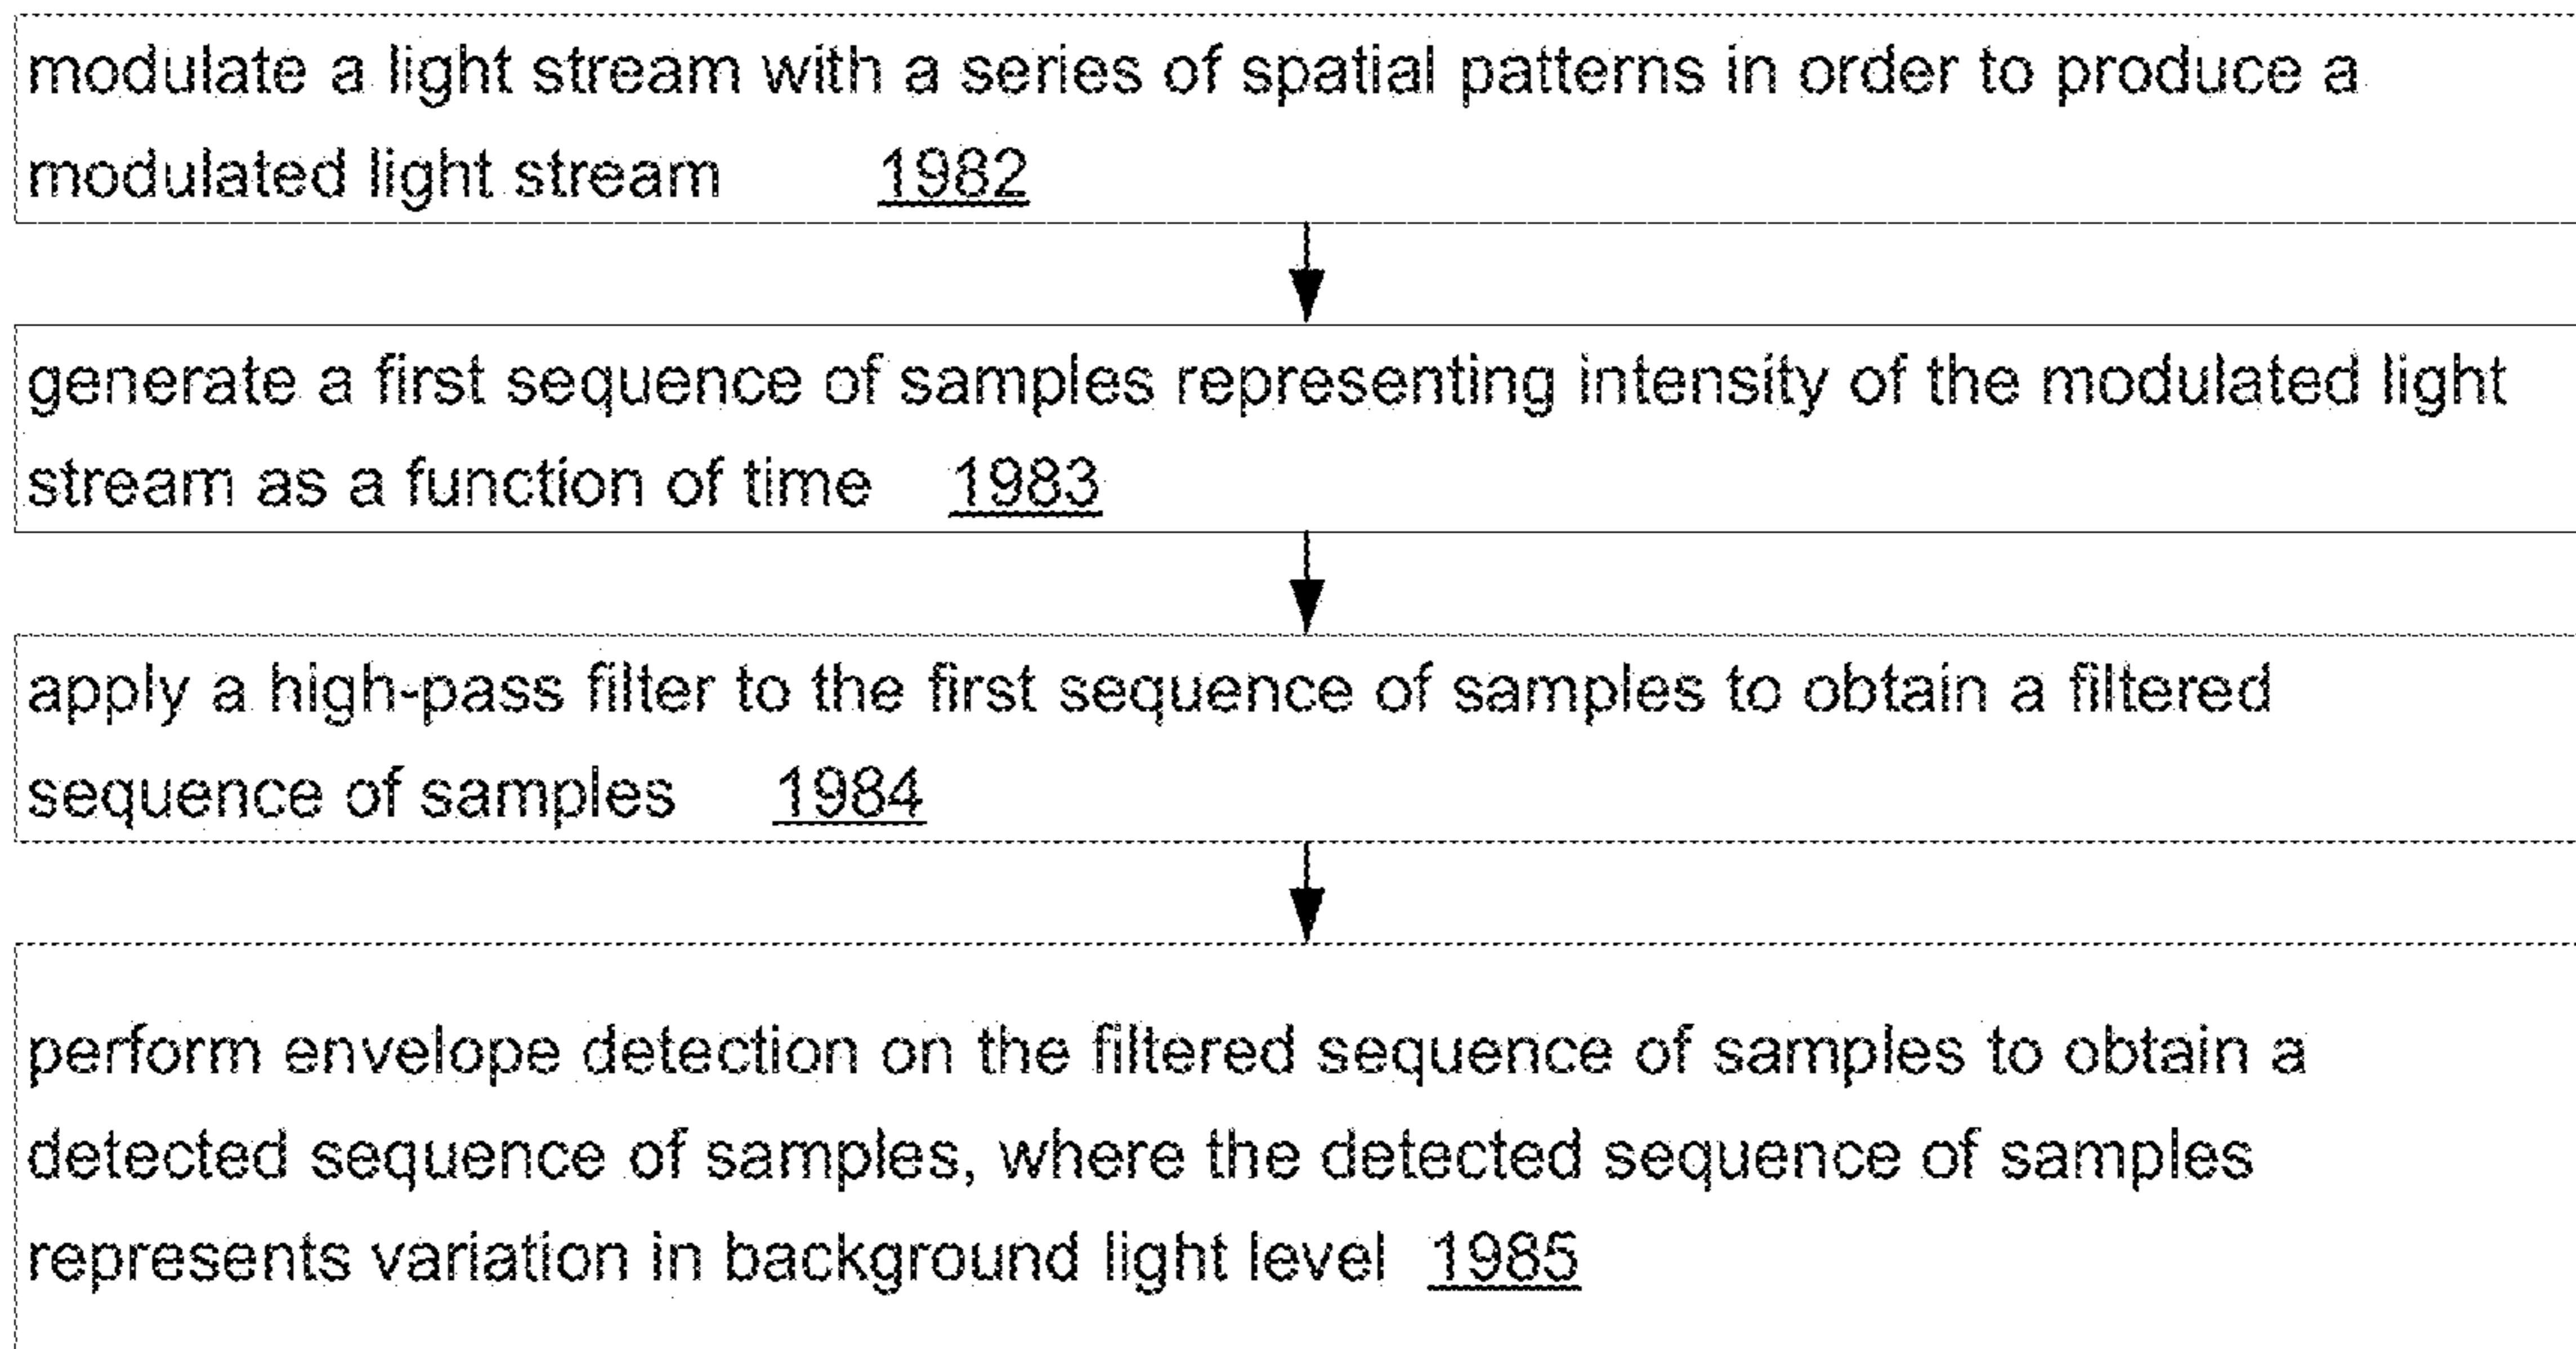 modulate a light stream with a series of spatial patterns in order to produce a
modulated light stream 1982
generate a first sequence of samples representing intensity of the modulated light
stream as a function of time 1983
apply a high-pass filter to the first sequence of samples to obtain a filtered
sequence of samples 1984
perform envelope detection on the filtered sequence of samples to obtain a
detected sequence of samples, where the detected sequence of samples
represents variation in background light level 1985